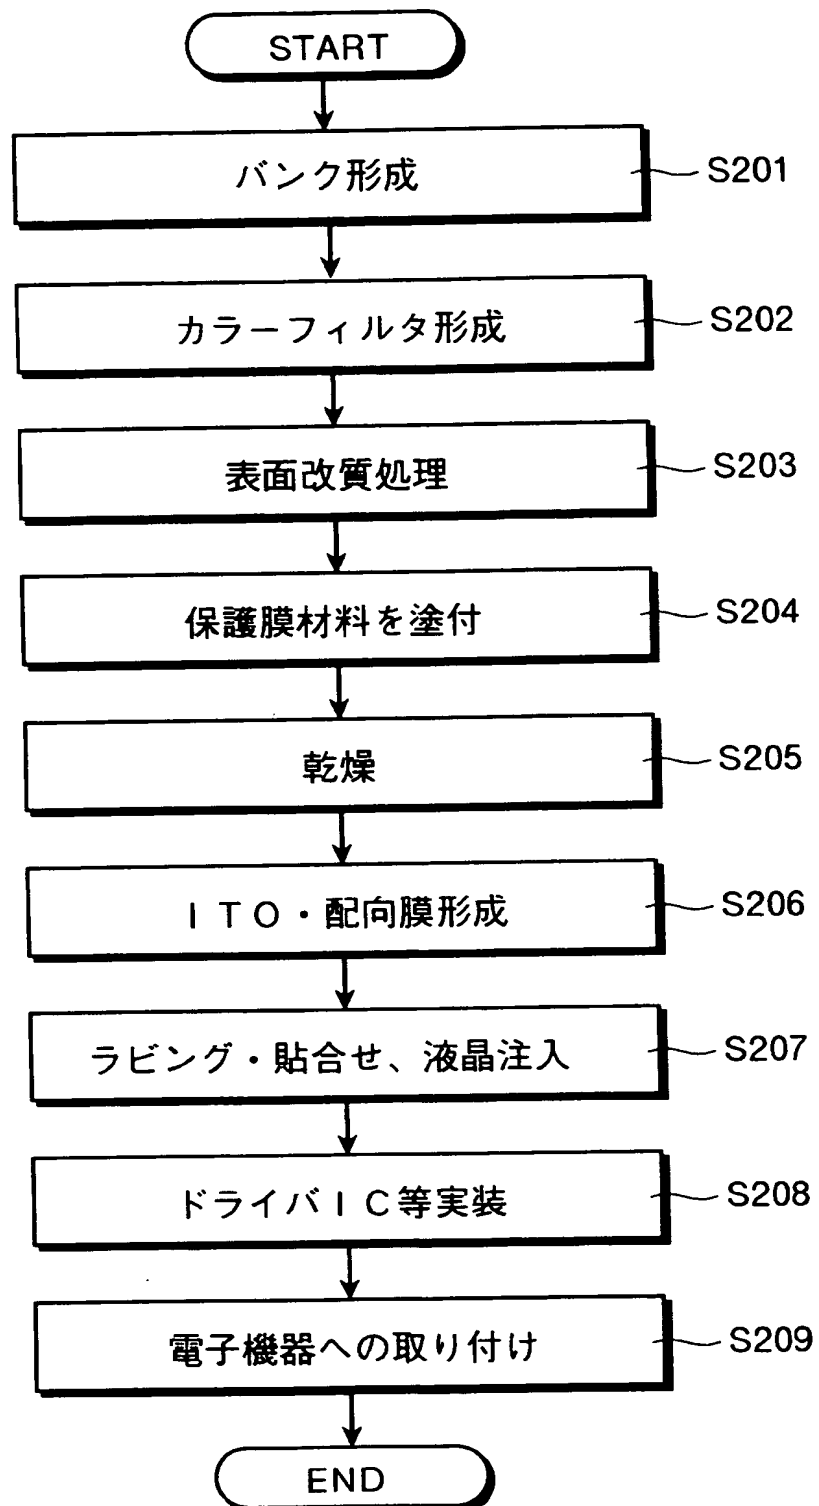 START
バンク形成 S201
カラーフィルタ形成 S202
表面改質処理 S203
保護膜材料を塗付 S204
乾燥 S205
ITO・配向膜形成 S206
ラビング・貼合せ、液晶注入 S207
ドライバIC等実装 S208
電子機器への取り付け S209
END